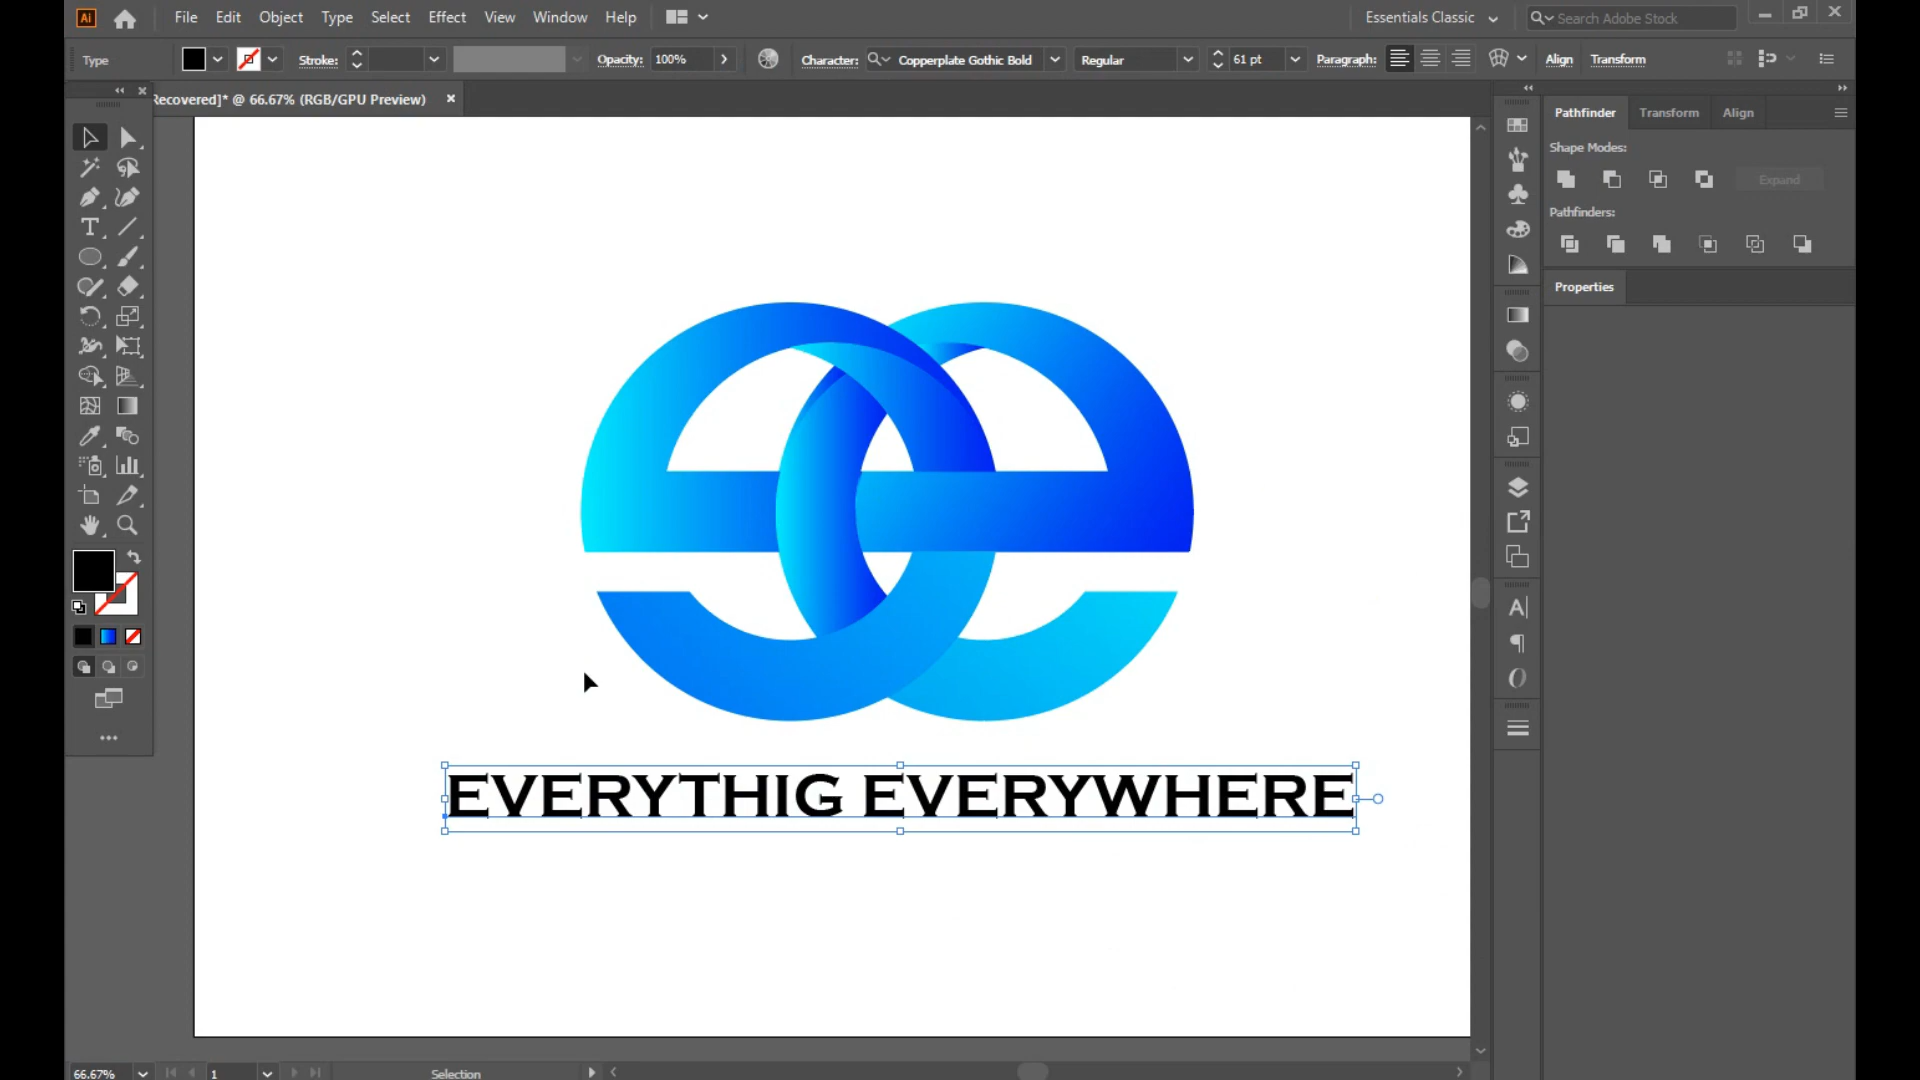 Ai File Edit Object Type Select Effect View Window Help Essentials Classic Search Adobe Stock
Type Stroke: Opacity: 100% Character: Copperplate Gothic Bold Regular 61 pt Paragraph: Align Transform
Recovered]* @ 66.67% (RGB/GPU Preview)
Pathfinder Transform Align
Shape Modes:
Expand
Pathfinders:
Properties
EVERYTHIG EVERYWHERE
66.67% 1 Selection